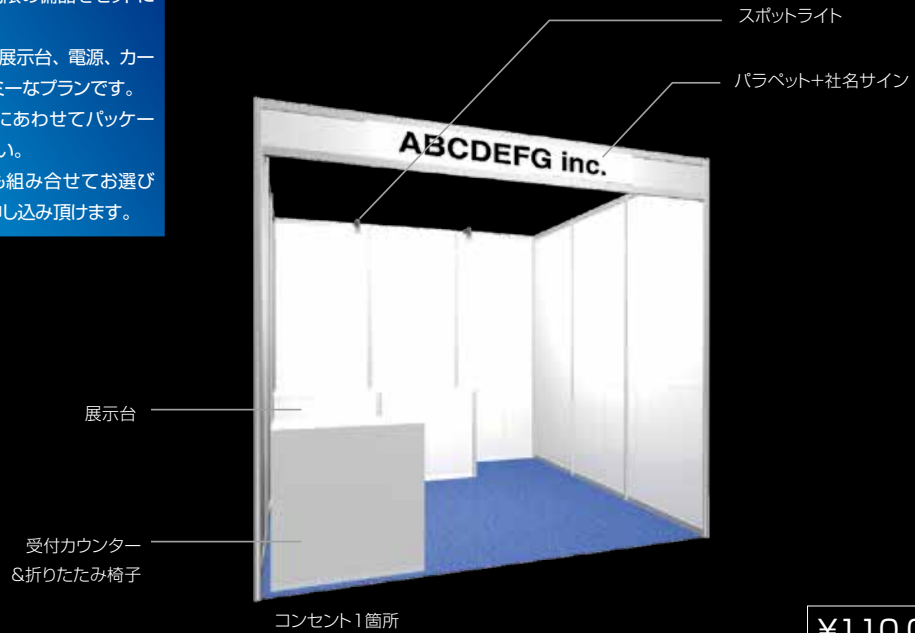 展示台、電源、カー
ーなプランです。
にあわせてパッケー
い。
組み合せてお選び
し込み頂けます。
スポットライト
パラペット+社名サイン
ABCDEFG inc.
展示台
受付カウンター
&折りたたみ椅子
コンセント1箇所
¥110,0